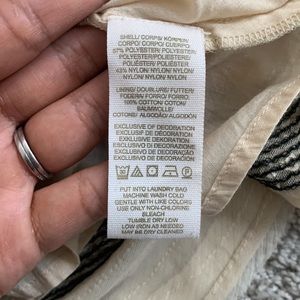 SHELL/ CORPS/ KÖRPER/
CORPO/ CORPO/ CUERPO:
57% POLYESTER/ POLYESTER/
POLYESTER/ POLIÉSTER/
POLIESTERE/ POLIÉSTER
43% NYLON/ NYLON/ NYLON/
NYLON/ NYLON/ NYLON
LINING/ DOUBLURE/ FUTTER/
FODERA/ FORRO/ FORRO:
100% COTTON/ COTON/
BAUMWOLLE/
COTONE/ ALGODÃO/ ALGODÓN
EXCLUSIVE OF DECORATION
EXCLUSIF DE DÉCORATION
EXKLUSIVE DEKORATION
EXCLUSIVO DI DECORAZIONE
EXCLUSIVO DE DECORAÇÃO
EXCLUSIVO DE DECORACIÓN
PUT INTO LAUNDRY BAG
MACHINE WASH COLD
GENTLE WITH LIKE COLORS
USE ONLY NON-CHLORINE
BLEACH
TUMBLE DRY LOW
LOW IRON AS NEEDED
MAY BE DRY CLEANED